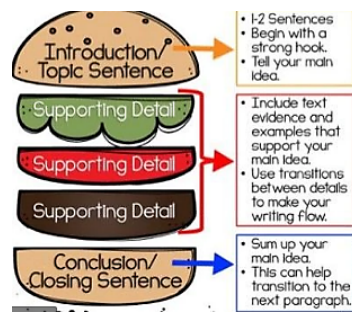 Introduction/
Topic Sentence
• 1-2 Sentences
• Begin with a
strong hook.
• Tell your main
idea.
Supporting Detail
Supporting Detail
Supporting Detail
• Include text
evidence and
examples that
support your
main idea.
• Use transitions
between details
to make your
writing flow.
Conclusion/
Closing Sentence
• Sum up your
main idea.
• This can help
transition to the
next paragraph.